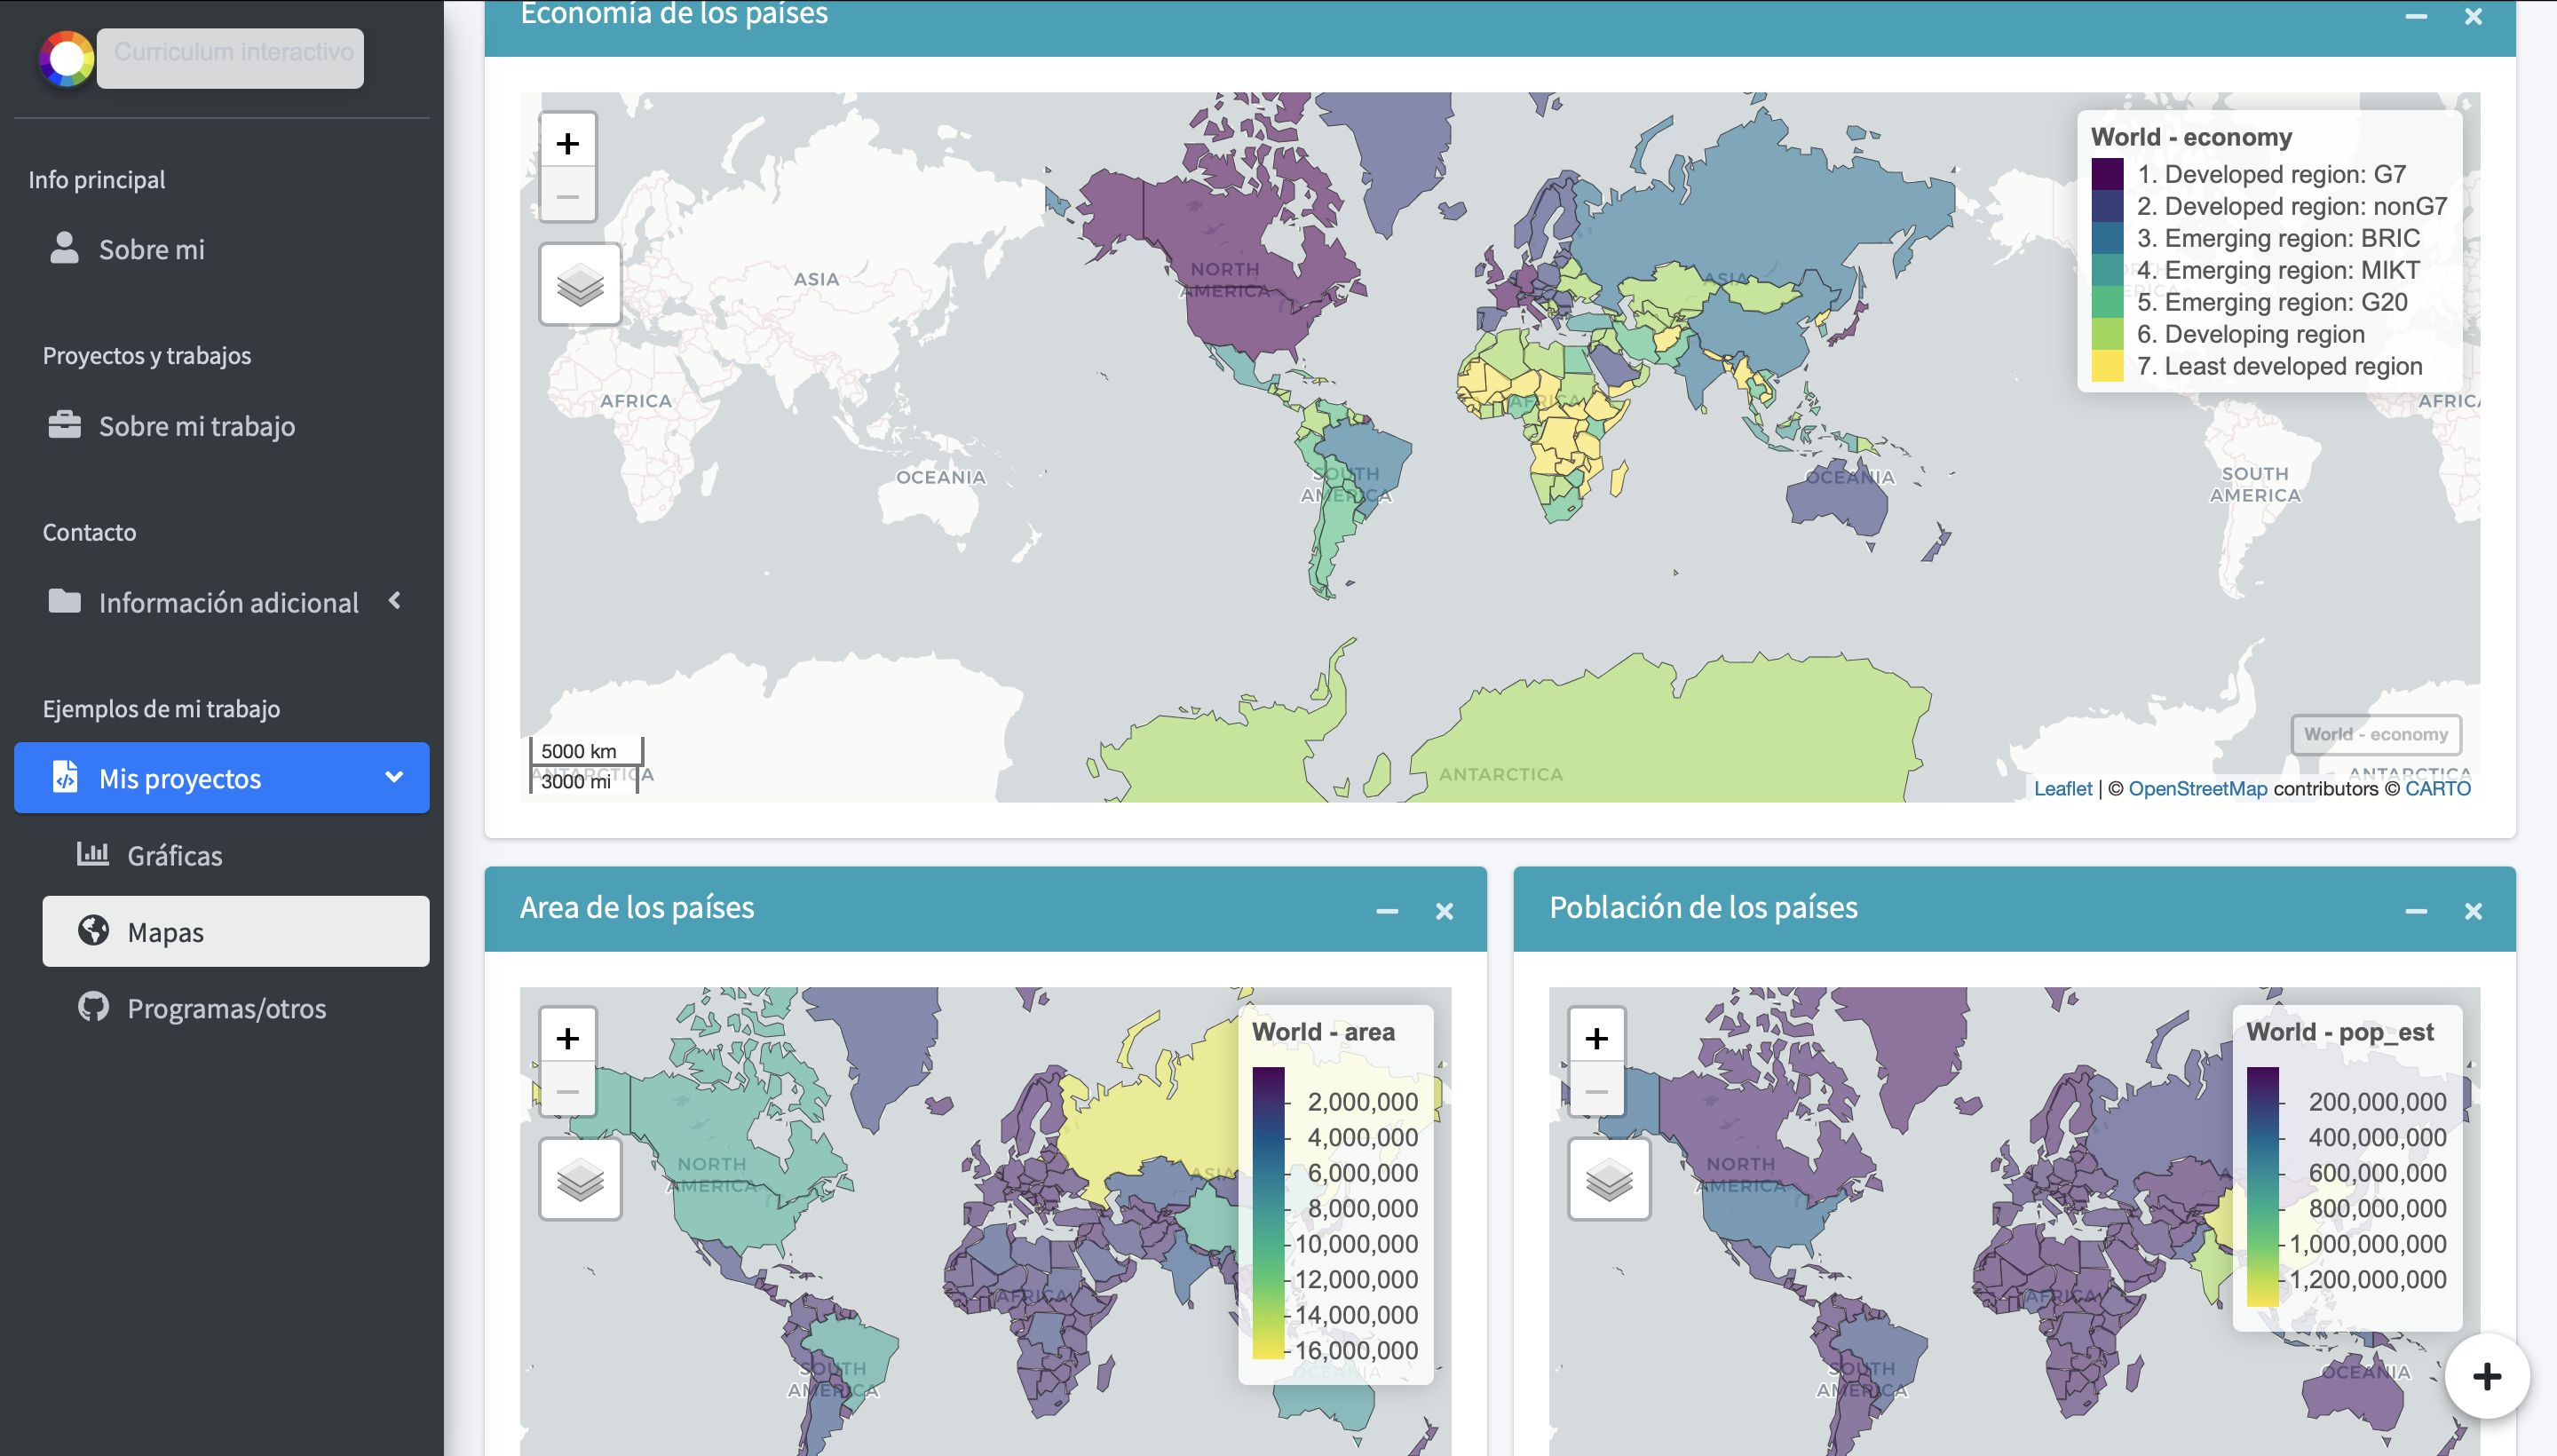 Curriculum interactivo
Info principal
Sobre mi
Proyectos y trabajos
Sobre mi trabajo
Contacto
Información adicional
Ejemplos de mi trabajo
Mis proyectos
Gráficas
Mapas
Programas/otros
Economía de los países
+
−
ASIA
AFRICA
OCEANIA
NORTH
AMERICA
SOUTH
AMERICA
ASIA
AFRICA
OCEANIA
SOUTH
AMERICA
AFRICA
ANTARCTICA
ANTARCTICA
ANTARCTICA
World - economy
1. Developed region: G7
2. Developed region: nonG7
3. Emerging region: BRIC
4. Emerging region: MIKT
5. Emerging region: G20
6. Developing region
7. Least developed region
5000 km
3000 mi
World - economy
Leaflet | © OpenStreetMap contributors © CARTO
Area de los países
+
−
NORTH
AMERICA
SOUTH
AMERICA
AFRICA
ASIA
OCEANIA
World - area
2,000,000
4,000,000
6,000,000
8,000,000
10,000,000
12,000,000
14,000,000
16,000,000
Población de los países
+
−
NORTH
AMERICA
SOUTH
AMERICA
AFRICA
OCEANIA
World - pop_est
200,000,000
400,000,000
600,000,000
800,000,000
1,000,000,000
1,200,000,000
+